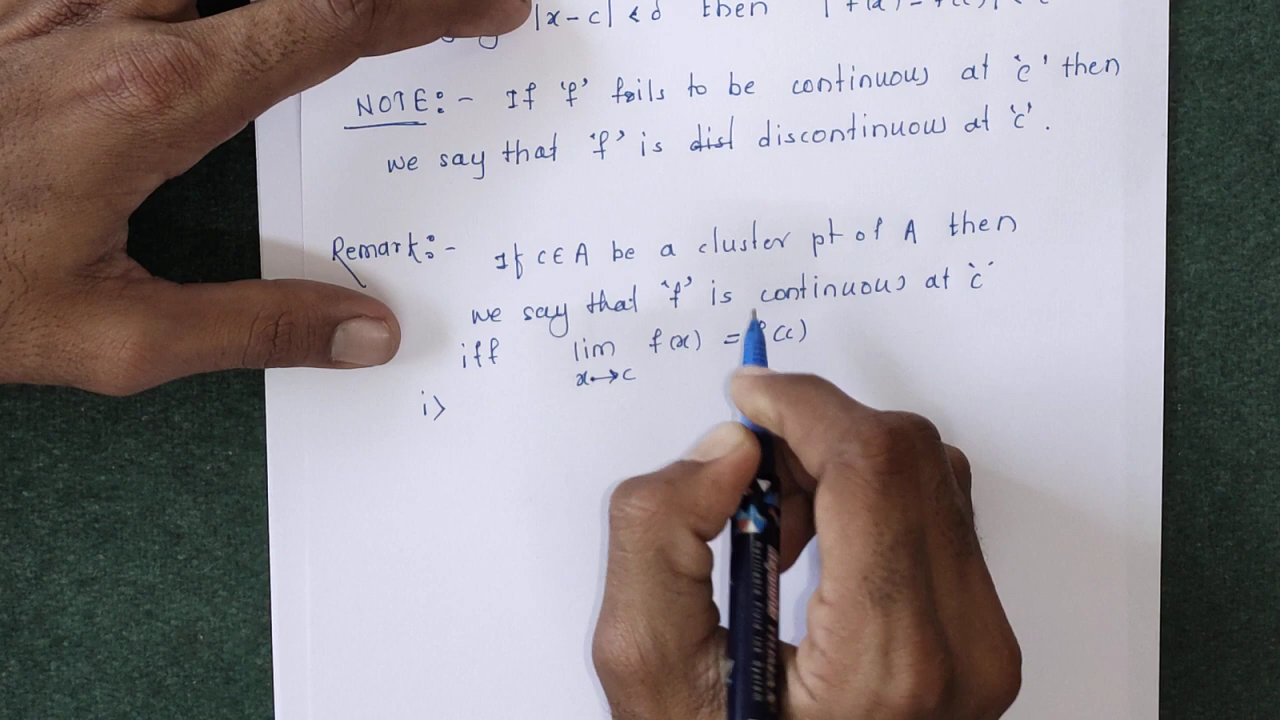 |x-c| < δ then
NOTE:- If 'f' fails to be continuous at 'c' then
we say that 'f' is dist discontinuous at 'c'.
Remark:- If c∈A be a cluster pt of A then
we say that 'f' is continuous at 'c'
iff lim f(x) = f(c)
x→c
i>